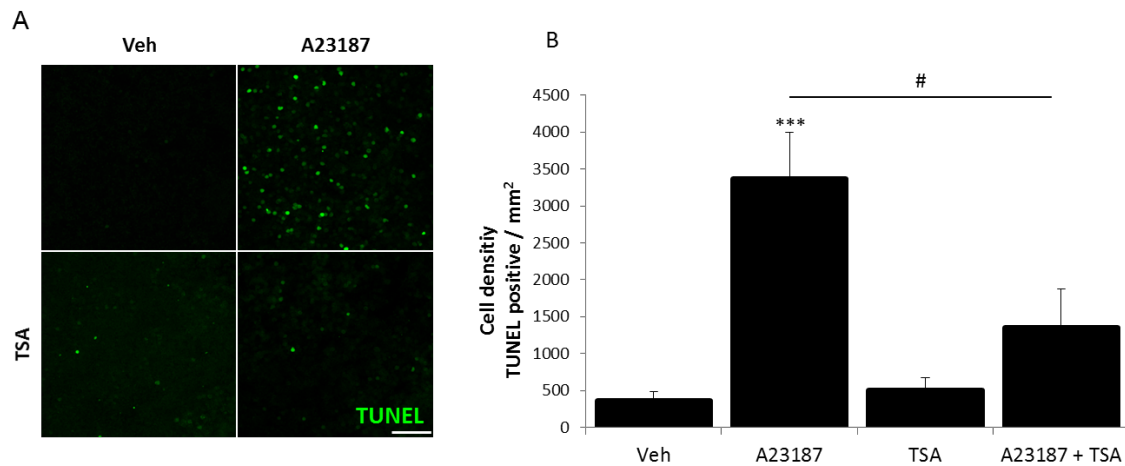 A
Veh A23187
TSA
TUNEL
B
#
***
4500
4000
3500
3000
2500
2000
1500
1000
500
0
Cell densitiy
TUNEL positive / mm²
Veh A23187 TSA A23187 + TSA